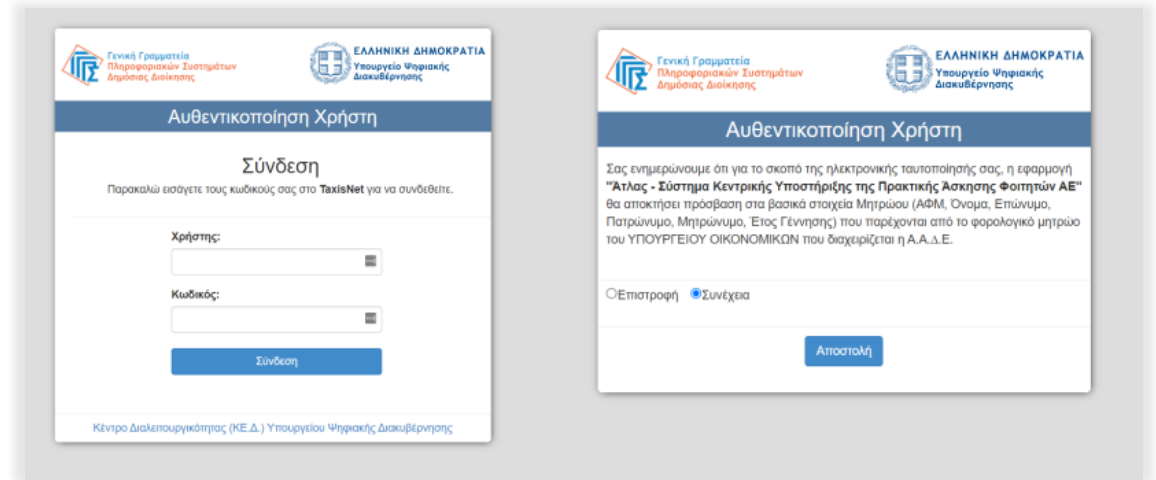 Γενική Γραμματεία
Πληροφοριακών Συστημάτων
Δημόσιας Διοίκησης
ΕΛΛΗΝΙΚΗ ΔΗΜΟΚΡΑΤΙΑ
Υπουργείο Ψηφιακής
Διακυβέρνησης
Αυθεντικοποίηση Χρήστη
Σύνδεση
Παρακαλώ εισάγετε τους κωδικούς σας στο TaxisNet για να συνδεθείτε.
Χρήστης:
Κωδικός:
Σύνδεση
Κέντρο Διαλειτουργικότητας (ΚΕ.Δ.) Υπουργείου Ψηφιακής Διακυβέρνησης
Γενική Γραμματεία
Πληροφοριακών Συστημάτων
Δημόσιας Διοίκησης
ΕΛΛΗΝΙΚΗ ΔΗΜΟΚΡΑΤΙΑ
Υπουργείο Ψηφιακής
Διακυβέρνησης
Αυθεντικοποίηση Χρήστη
Σας ενημερώνουμε ότι για το σκοπό της ηλεκτρονικής ταυτοποίησής σας, η εφαρμογή
"Άτλας - Σύστημα Κεντρικής Υποστήριξης της Πρακτικής Άσκησης Φοιτητών ΑΕ"
θα αποκτήσει πρόσβαση στα βασικά στοιχεία Μητρώου (ΑΦΜ, Όνομα, Επώνυμο,
Πατρώνυμο, Μητρώνυμο, Έτος Γέννησης) που παρέχονται από το φορολογικό μητρώο
του ΥΠΟΥΡΓΕΙΟΥ ΟΙΚΟΝΟΜΙΚΩΝ που διαχειρίζεται η Α.Α.Δ.Ε.
Επιστροφή Συνέχεια
Αποστολή